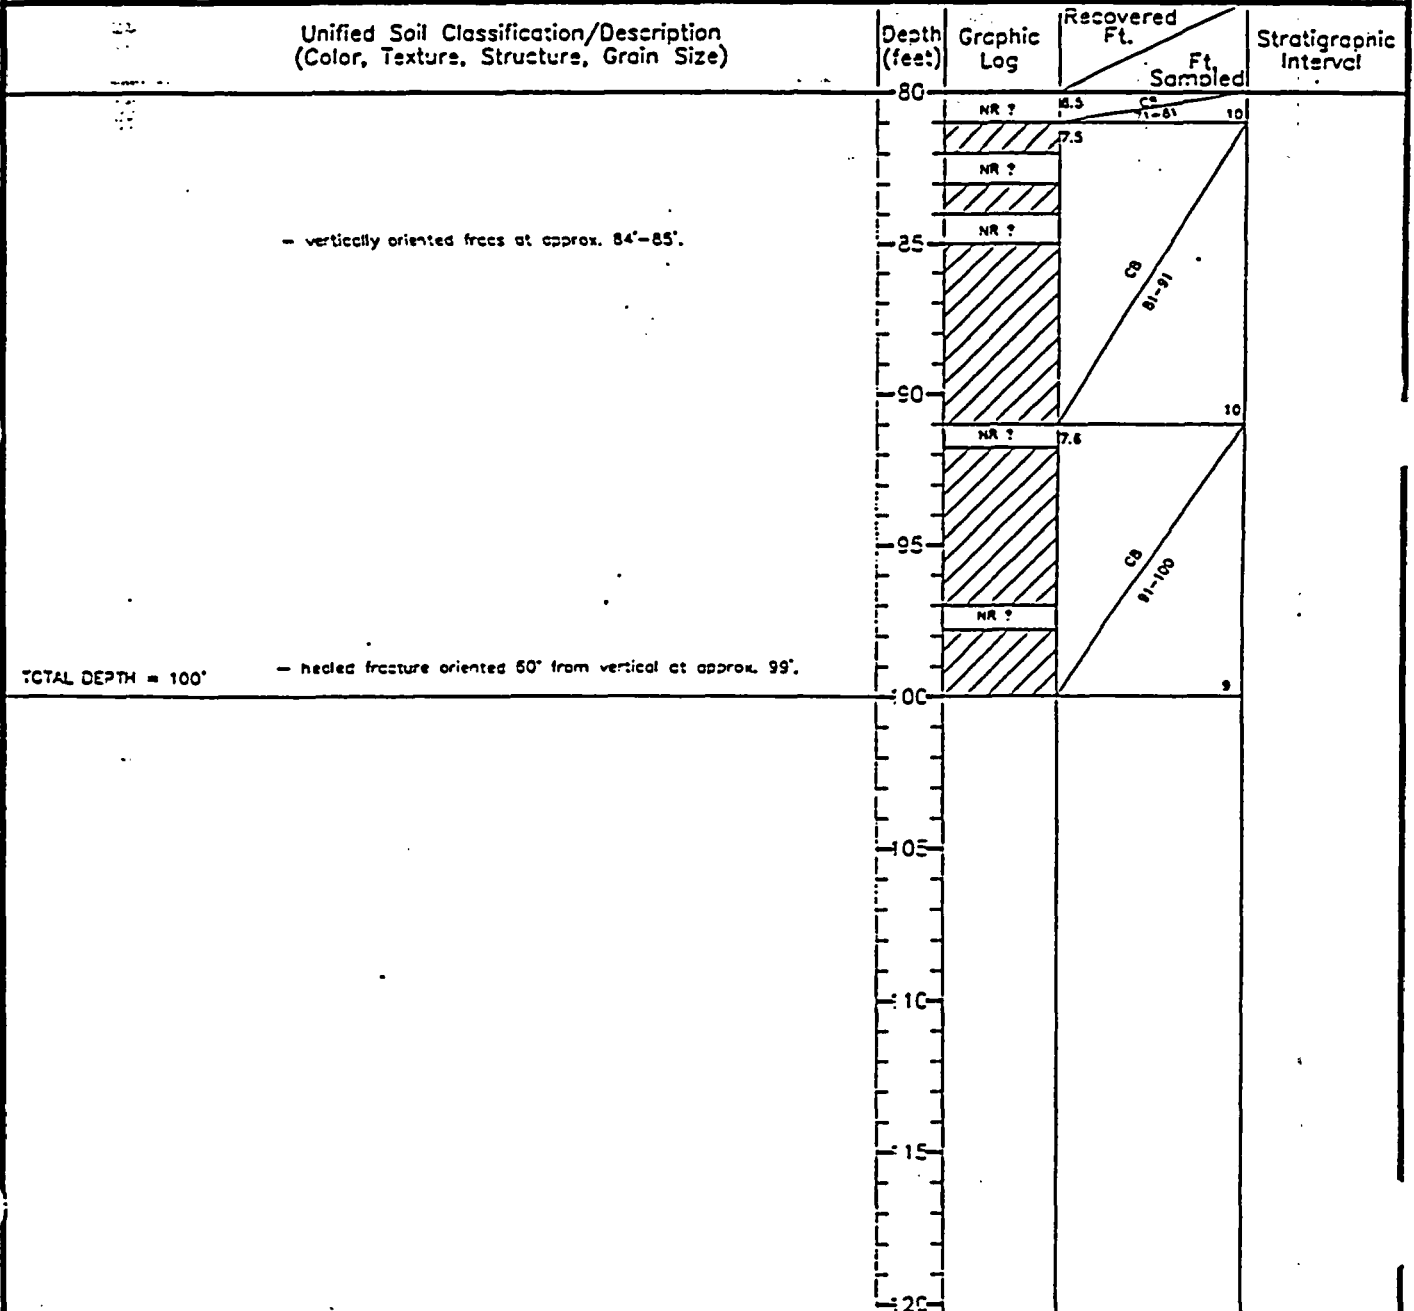 Unified Soil Classification/Description
(Color, Texture, Structure, Grain Size)
Depth
(feet)
Graphic
Log
Recovered
Ft.
Ft.
Sampled
Stratigraphic
Interval
80
NR ?
71-81
10
7.5
NR ?
- vertically oriented fracs at approx. 84'-85'.
NR ?
85
CB
81-91
90
10
NR ?
7.6
95
CB
91-100
NR ?
TOTAL DEPTH = 100'
- healed fracture oriented 60° from vertical at approx. 99'.
9
100
105
110
115
120